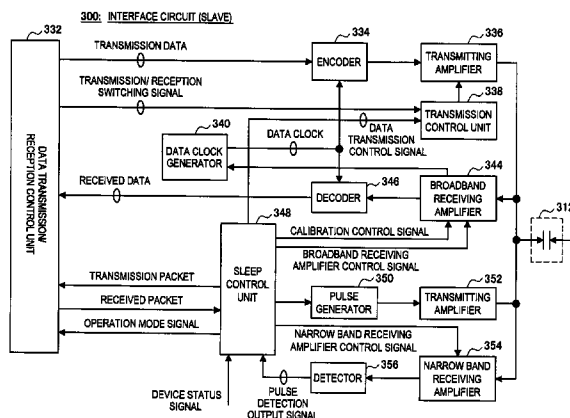 300: INTERFACE CIRCUIT (SLAVE)
332
DATA TRANSMISSION/
RECEPTION CONTROL UNIT
TRANSMISSION DATA
334
ENCODER
336
TRANSMITTING
AMPLIFIER
TRANSMISSION/RECEPTION
SWITCHING SIGNAL
338
TRANSMISSION
CONTROL UNIT
340
DATA CLOCK
GENERATOR
DATA CLOCK
DATA
TRANSMISSION
CONTROL SIGNAL
344
BROADBAND
RECEIVING
AMPLIFIER
RECEIVED DATA
346
DECODER
312
348
SLEEP
CONTROL
UNIT
CALIBRATION CONTROL SIGNAL
BROADBAND RECEIVING
AMPLIFIER CONTROL SIGNAL
TRANSMISSION PACKET
350
PULSE
GENERATOR
352
TRANSMITTING
AMPLIFIER
RECEIVED PACKET
OPERATION MODE SIGNAL
NARROW BAND RECEIVING
AMPLIFIER CONTROL SIGNAL
354
NARROW BAND
RECEIVING
AMPLIFIER
356
DETECTOR
DEVICE STATUS
SIGNAL
PULSE
DETECTION
OUTPUT SIGNAL